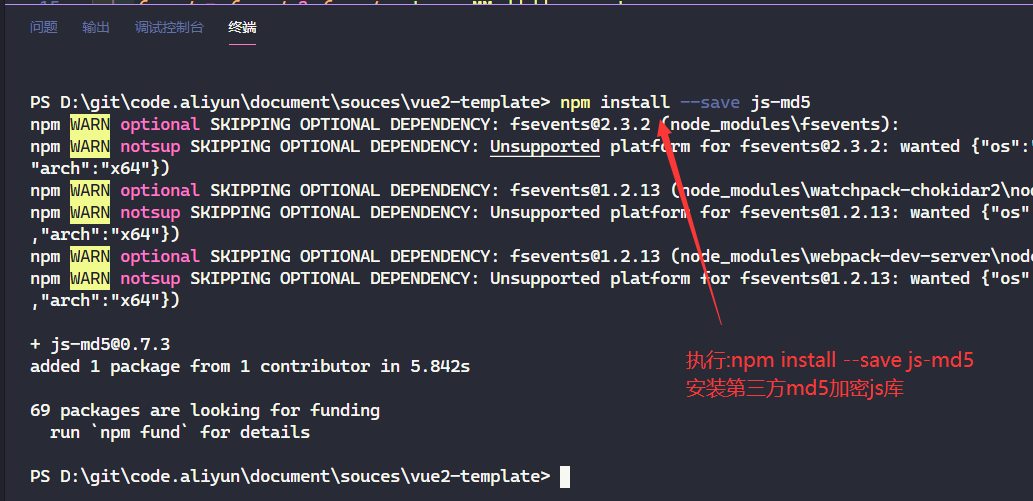 问题 输出 调试控制台 终端
PS D:\git\code.aliyun\document\souces\vue2-template> npm install --save js-md5
npm WARN optional SKIPPING OPTIONAL DEPENDENCY: fsevents@2.3.2 (node_modules\fsevents):
npm WARN notsup SKIPPING OPTIONAL DEPENDENCY: Unsupported platform for fsevents@2.3.2: wanted {"os":"
"arch":"x64"})
npm WARN optional SKIPPING OPTIONAL DEPENDENCY: fsevents@1.2.13 (node_modules\watchpack-chokidar2\nod
npm WARN notsup SKIPPING OPTIONAL DEPENDENCY: Unsupported platform for fsevents@1.2.13: wanted {"os"
,"arch":"x64"})
npm WARN optional SKIPPING OPTIONAL DEPENDENCY: fsevents@1.2.13 (node_modules\webpack-dev-server\node
npm WARN notsup SKIPPING OPTIONAL DEPENDENCY: Unsupported platform for fsevents@1.2.13: wanted {"os"
,"arch":"x64"})
+ js-md5@0.7.3
added 1 package from 1 contributor in 5.842s
69 packages are looking for funding
run `npm fund` for details
PS D:\git\code.aliyun\document\souces\vue2-template>
执行:npm install --save js-md5
安装第三方md5加密js库